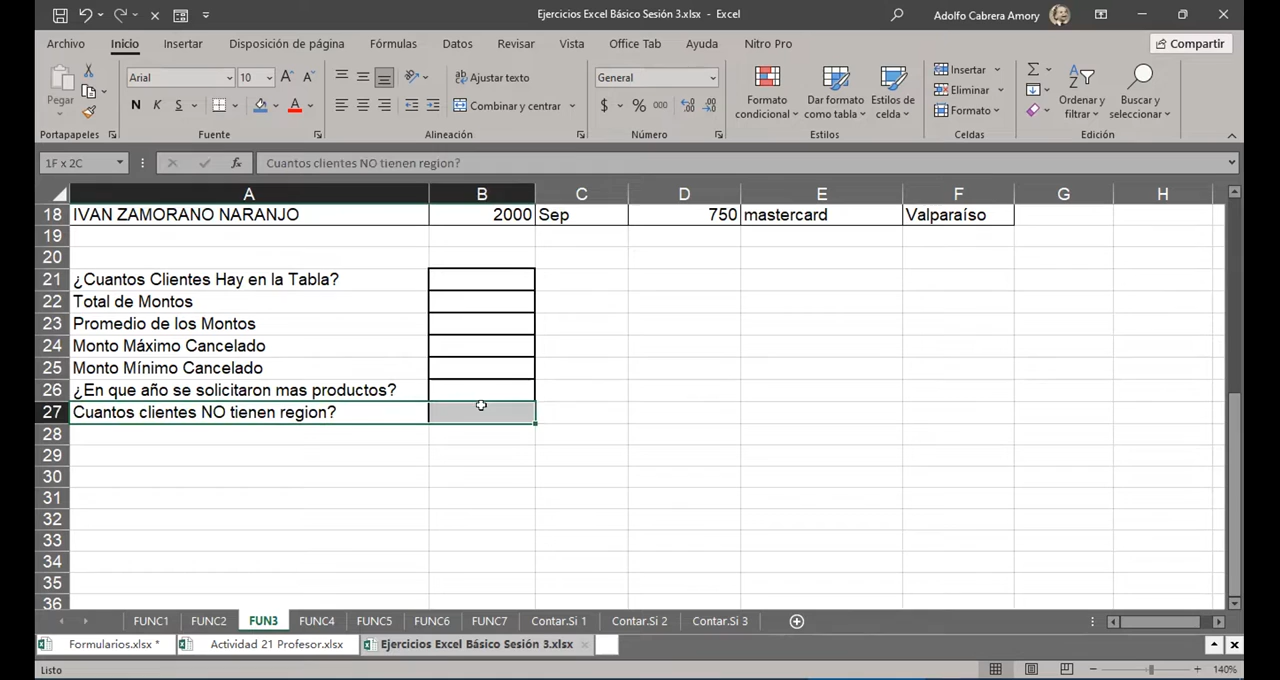 Ejercicios Excel Básico Sesión 3.xlsx - Excel
Adolfo Cabrera Amory
Archivo Inicio Insertar Disposición de página Fórmulas Datos Revisar Vista Office Tab Ayuda Nitro Pro Compartir
Pegar
Arial 10
N K S
Ajustar texto
Combinar y centrar
General
$ % 000
Formato condicional
Dar formato como tabla
Estilos de celda
Insertar
Eliminar
Formato
Ordenar y filtrar
Buscar y seleccionar
Portapapeles Fuente Alineación Número Estilos Celdas Edición
1F x 2C fx Cuantos clientes NO tienen region?
A B C D E F G H
18 IVAN ZAMORANO NARANJO 2000 Sep 750 mastercard Valparaíso
19
20
21 ¿Cuantos Clientes Hay en la Tabla?
22 Total de Montos
23 Promedio de los Montos
24 Monto Máximo Cancelado
25 Monto Mínimo Cancelado
26 ¿En que año se solicitaron mas productos?
27 Cuantos clientes NO tienen region?
28
29
30
31
32
33
34
35
36
FUNC1 FUNC2 FUN3 FUNC4 FUNC5 FUNC6 FUNC7 Contar.Si 1 Contar.Si 2 Contar.Si 3
Formularios.xlsx * Actividad 21 Profesor.xlsx Ejercicios Excel Básico Sesión 3.xlsx
Listo 140%